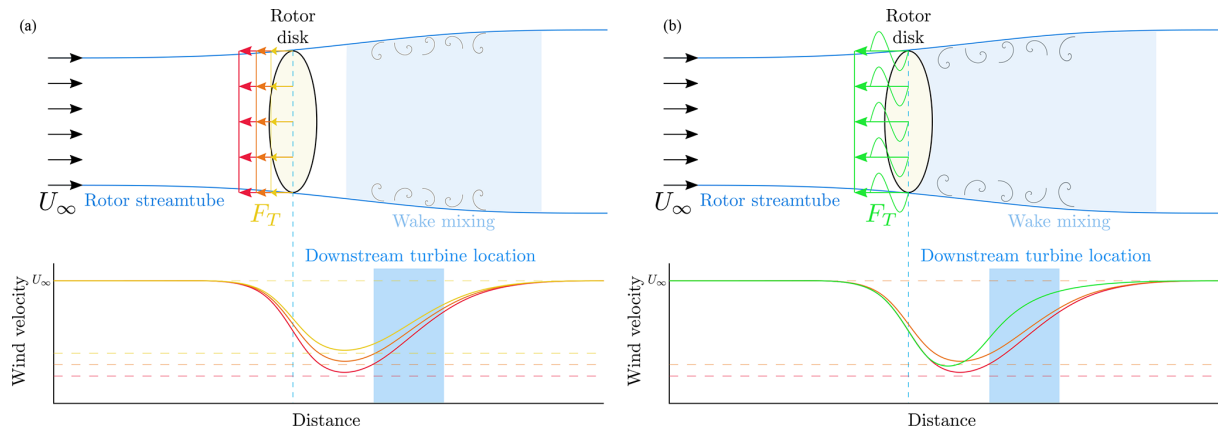 (a)
Rotor
disk
U∞
Rotor streamtube
F_T
Wake mixing
Downstream turbine location
U∞
Wind velocity
Distance
(b)
Rotor
disk
U∞
Rotor streamtube
F_T
Wake mixing
Downstream turbine location
U∞
Wind velocity
Distance